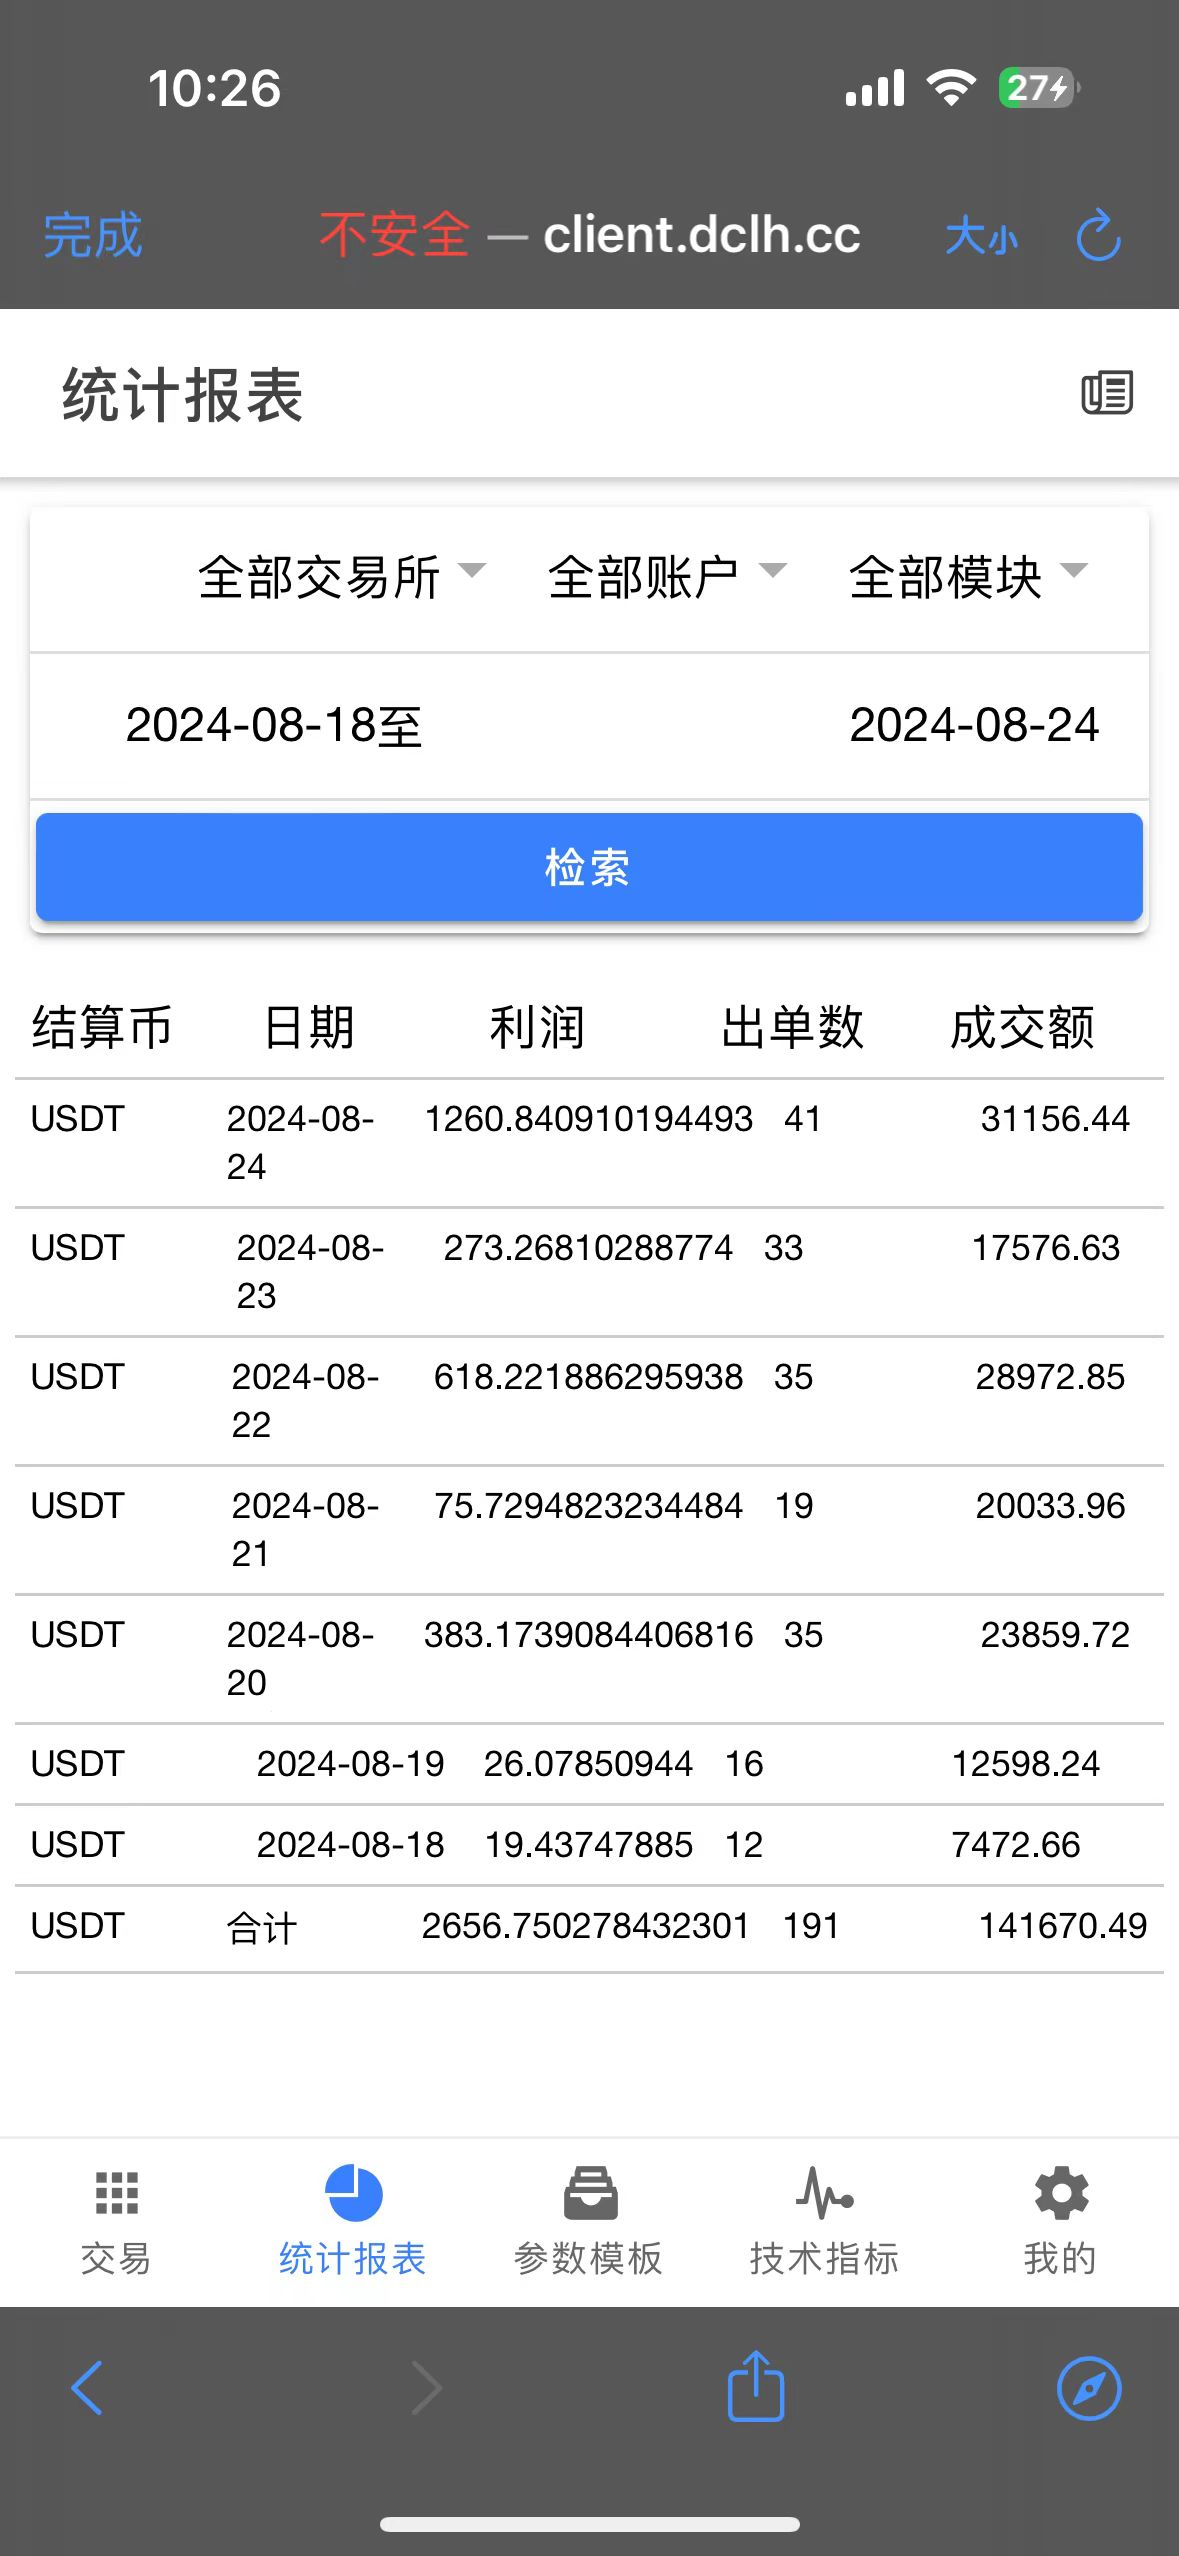 10:26
27
完成 不安全 — client.dclh.cc 大小
统计报表
全部交易所 全部账户 全部模块
2024-08-18至 2024-08-24
检索
结算币 日期 利润 出单数 成交额
USDT 2024-08- 1260.840910194493 41 31156.44
24
USDT 2024-08- 273.26810288774 33 17576.63
23
USDT 2024-08- 618.221886295938 35 28972.85
22
USDT 2024-08- 75.7294823234484 19 20033.96
21
USDT 2024-08- 383.1739084406816 35 23859.72
20
USDT 2024-08-19 26.07850944 16 12598.24
USDT 2024-08-18 19.43747885 12 7472.66
USDT 合计 2656.750278432301 191 141670.49
交易 统计报表 参数模板 技术指标 我的